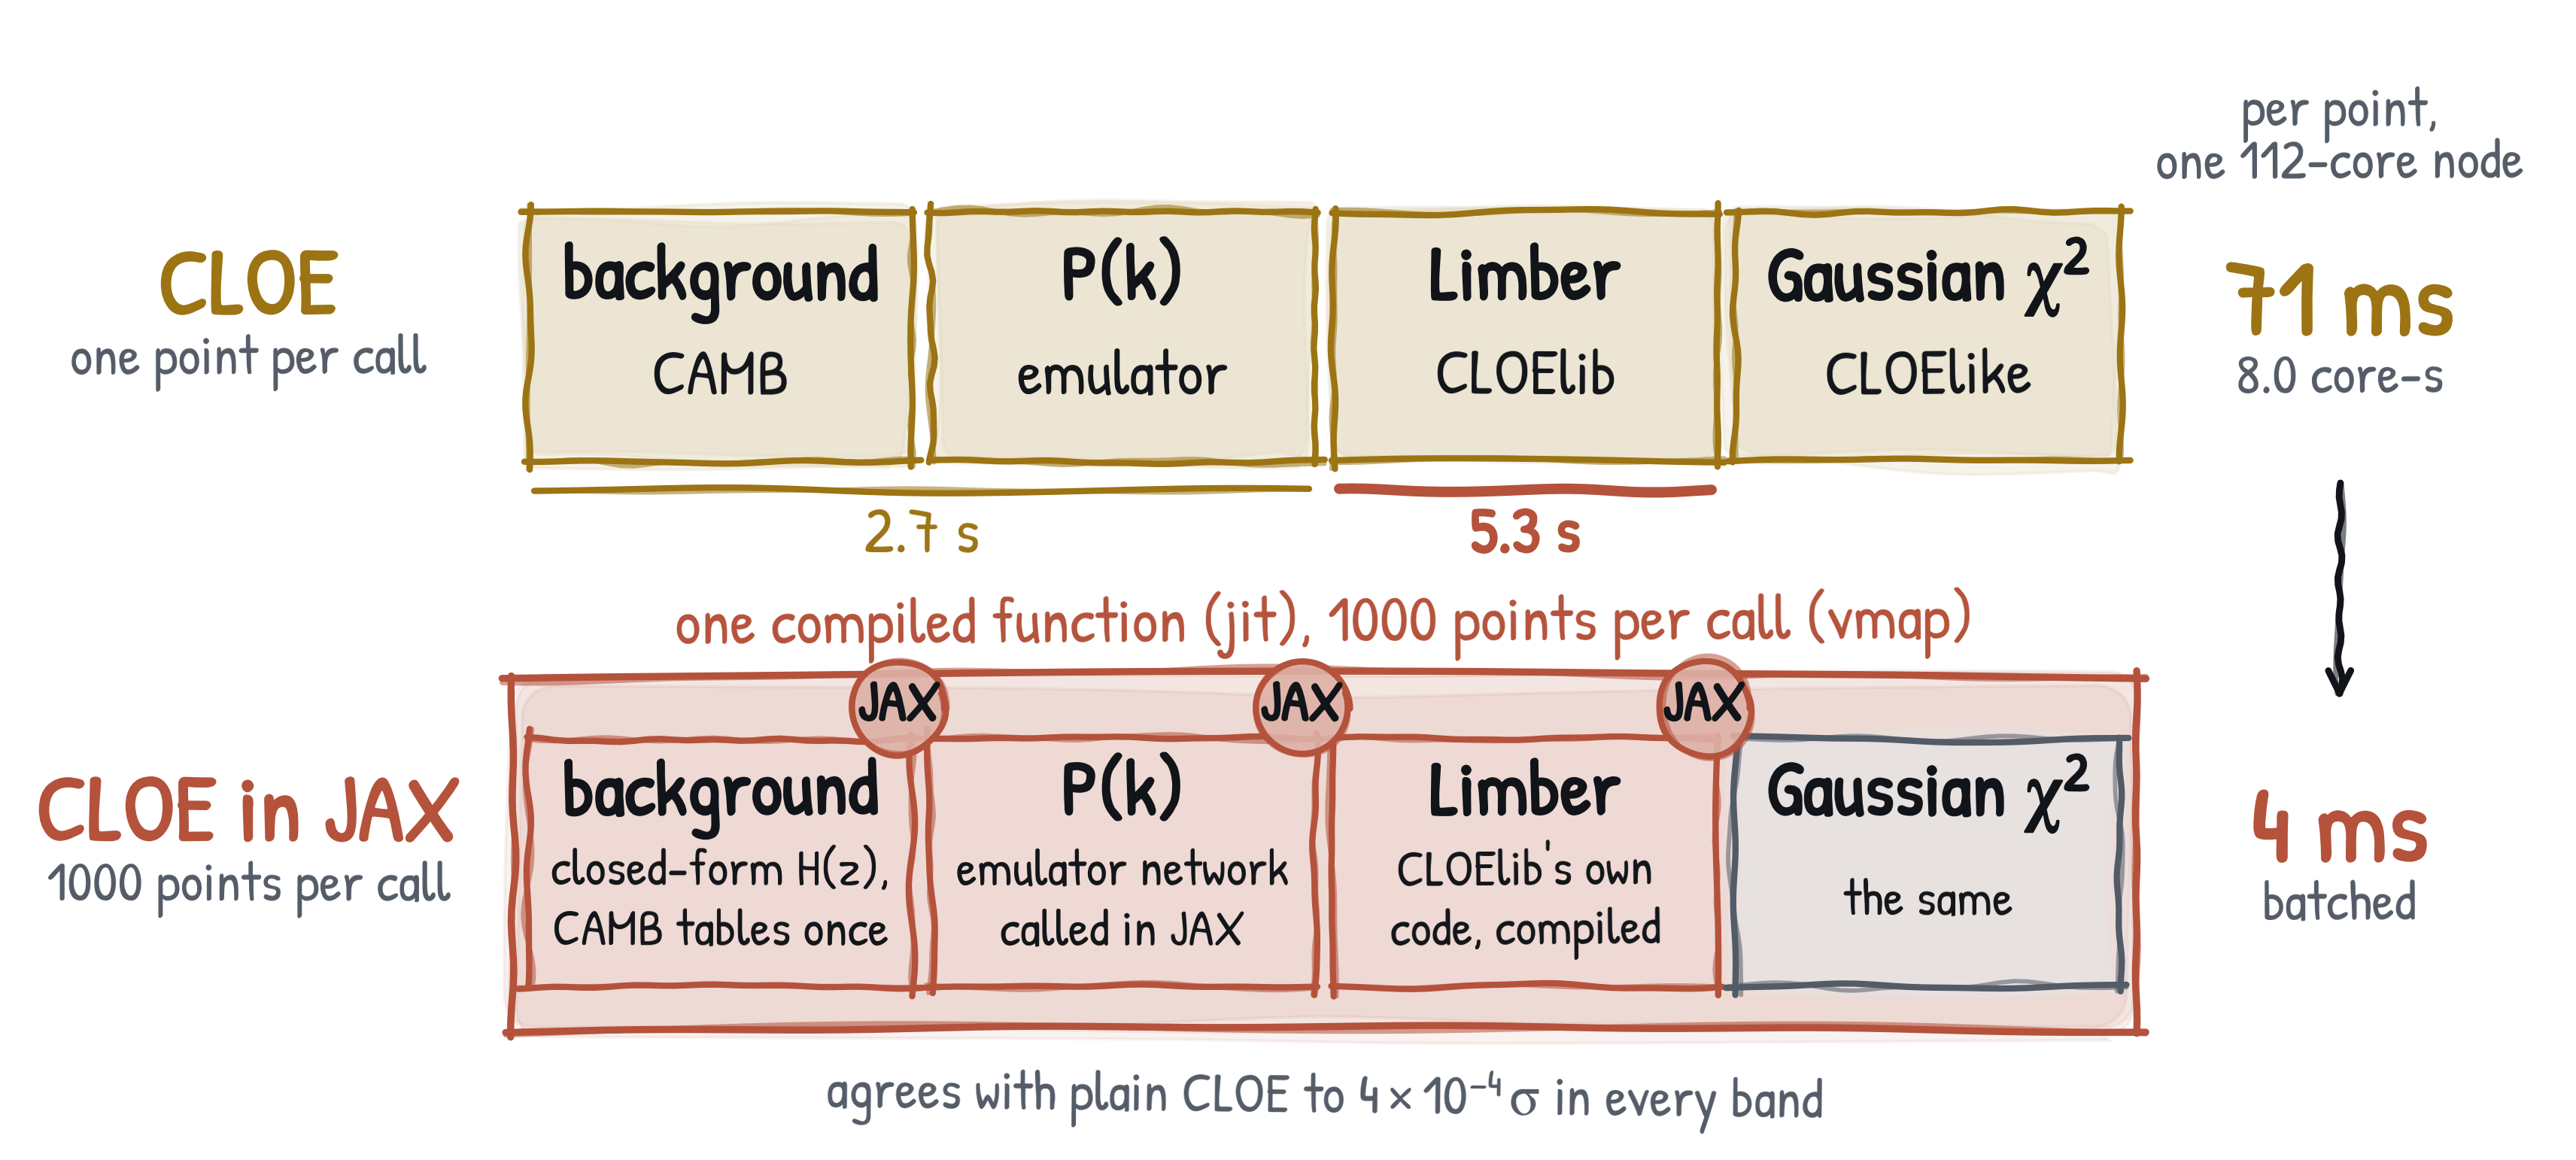 per point,
one 112-core node
CLOE
one point per call
background
CAMB
P(k)
emulator
Limber
CLOElib
Gaussian χ²
CLOElike
71 ms
8.0 core-s
2.7 s
5.3 s
one compiled function (jit), 1000 points per call (vmap)
JAX
JAX
JAX
CLOE in JAX
1000 points per call
background
closed-form H(z),
CAMB tables once
P(k)
emulator network
called in JAX
Limber
CLOElib's own
code, compiled
Gaussian χ²
the same
4 ms
batched
agrees with plain CLOE to 4 × 10⁻⁴ σ in every band